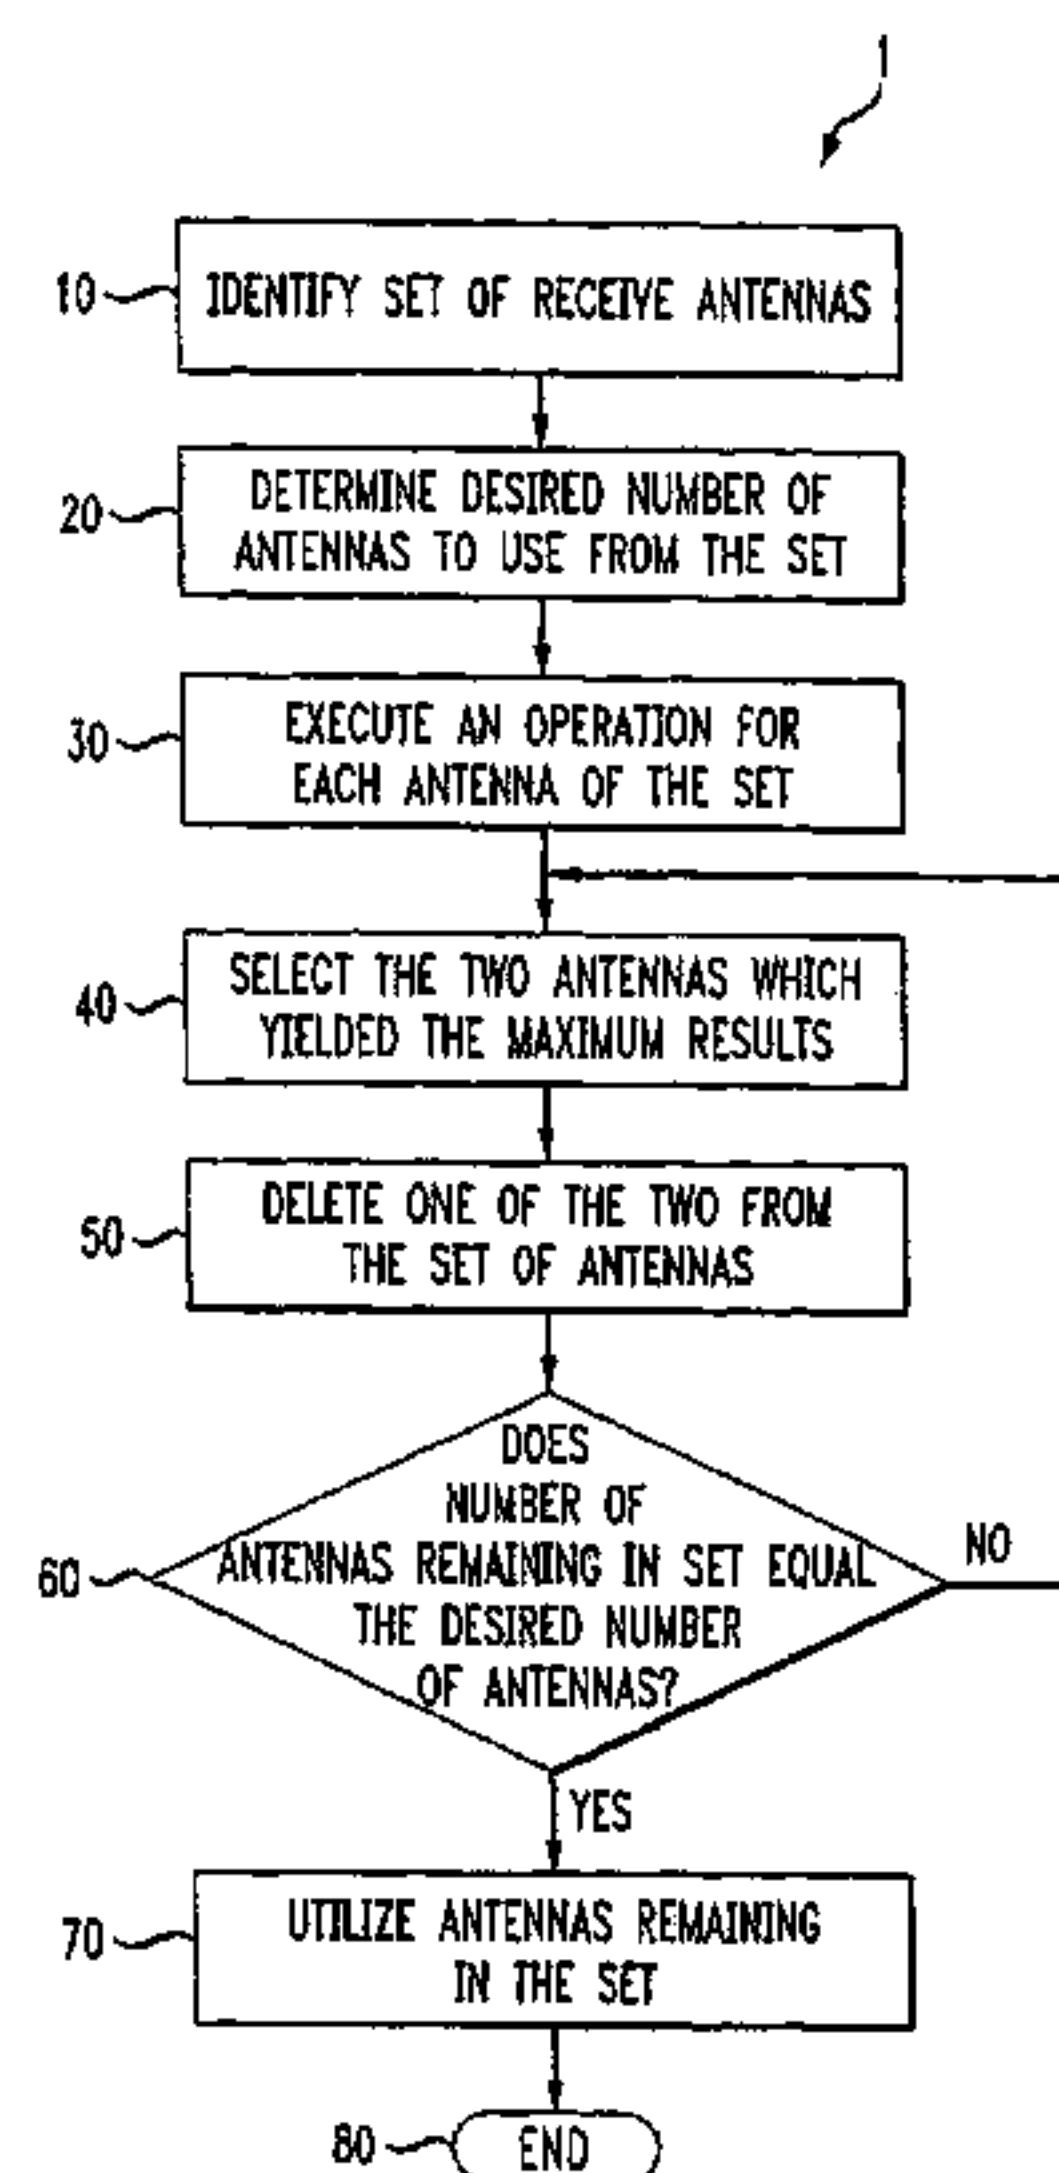 1
10
IDENTIFY SET OF RECEIVE ANTENNAS
20
DETERMINE DESIRED NUMBER OF
ANTENNAS TO USE FROM THE SET
30
EXECUTE AN OPERATION FOR
EACH ANTENNA OF THE SET
40
SELECT THE TWO ANTENNAS WHICH
YIELDED THE MAXIMUM RESULTS
50
DELETE ONE OF THE TWO FROM
THE SET OF ANTENNAS
60
DOES
NUMBER OF
ANTENNAS REMAINING IN SET EQUAL
THE DESIRED NUMBER
OF ANTENNAS?
NO
YES
70
UTILIZE ANTENNAS REMAINING
IN THE SET
80
END